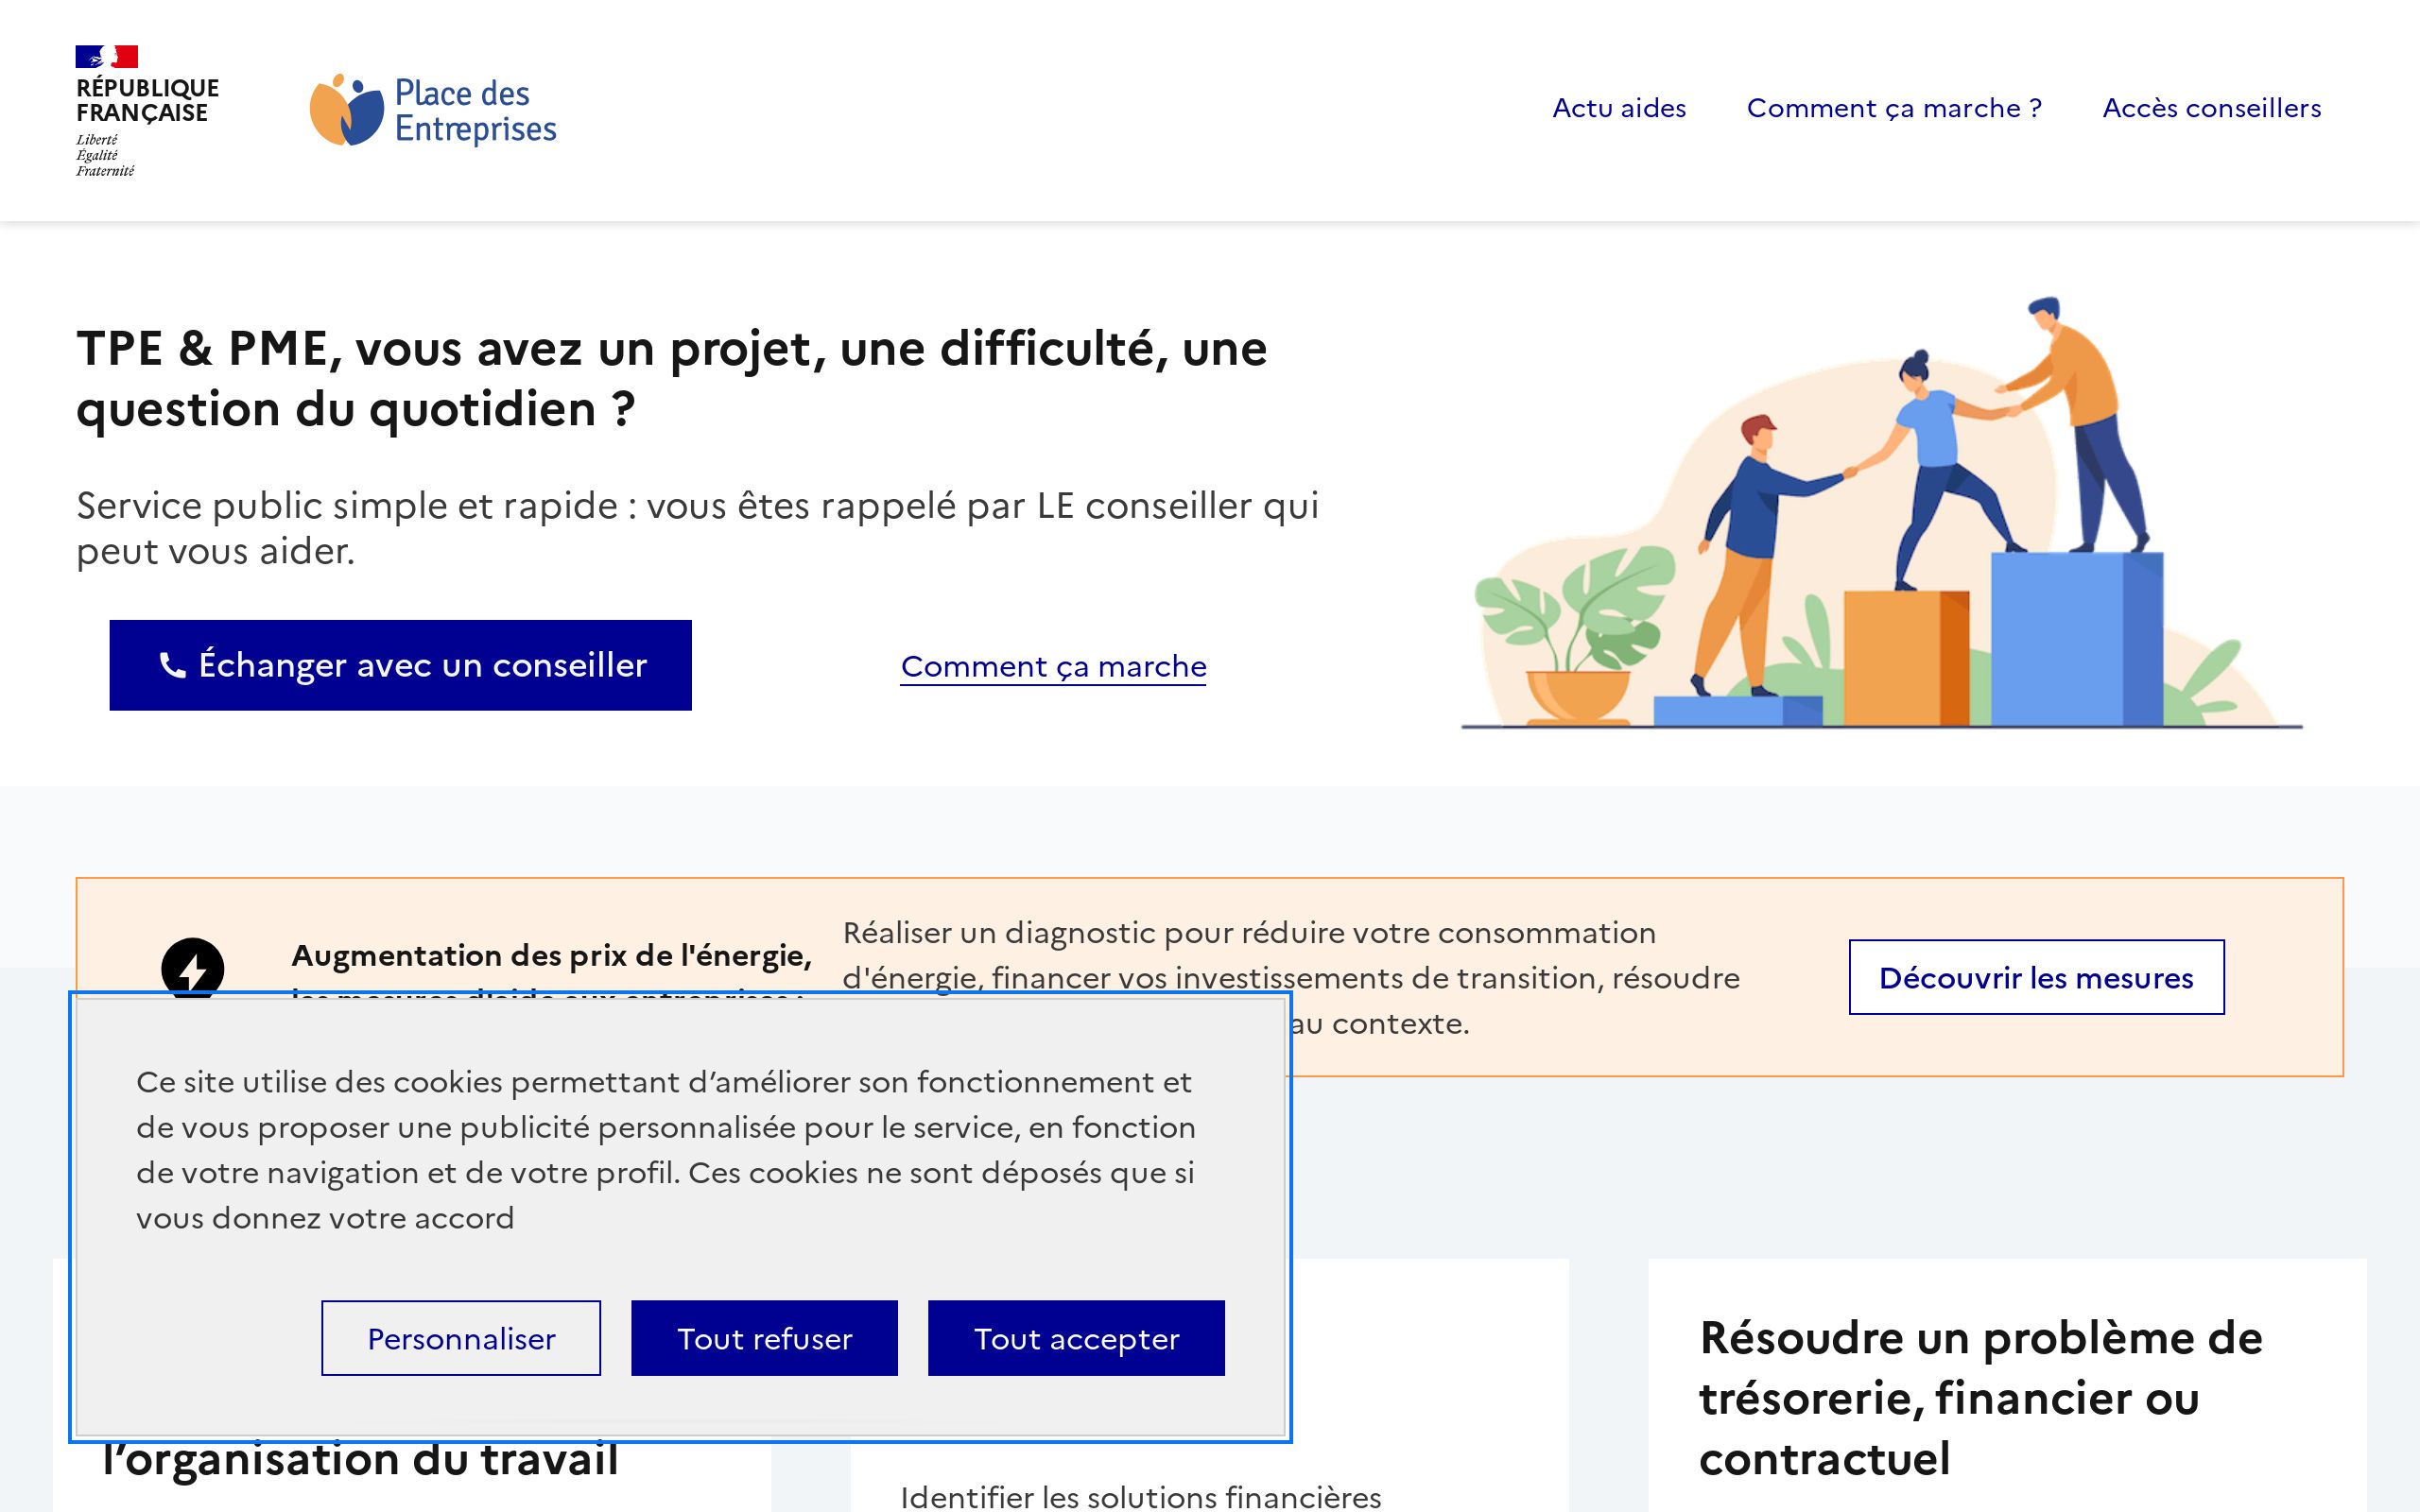 RÉPUBLIQUE
FRANÇAISE
Liberté
Égalité
Fraternité
Place des
Entreprises
Actu aides
Comment ça marche ?
Accès conseillers
TPE & PME, vous avez un projet, une difficulté, une
question du quotidien ?
Service public simple et rapide : vous êtes rappelé par LE conseiller qui
peut vous aider.
Échanger avec un conseiller
Comment ça marche
Augmentation des prix de l'énergie,
les mesures d'aide aux entreprises :
Réaliser un diagnostic pour réduire votre consommation
d'énergie, financer vos investissements de transition, résoudre
au contexte.
Découvrir les mesures
Ce site utilise des cookies permettant d’améliorer son fonctionnement et
de vous proposer une publicité personnalisée pour le service, en fonction
de votre navigation et de votre profil. Ces cookies ne sont déposés que si
vous donnez votre accord
Personnaliser
Tout refuser
Tout accepter
l’organisation du travail
Identifier les solutions financières
Résoudre un problème de
trésorerie, financier ou
contractuel